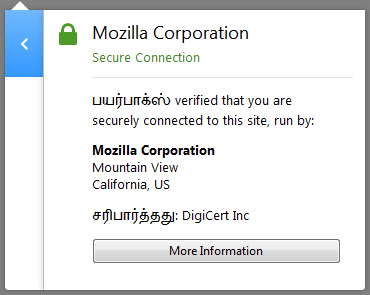 Mozilla Corporation
Secure Connection
பயர்பாக்ஸ் verified that you are
securely connected to this site, run by:
Mozilla Corporation
Mountain View
California, US
சரிபார்த்தது: DigiCert Inc
More Information